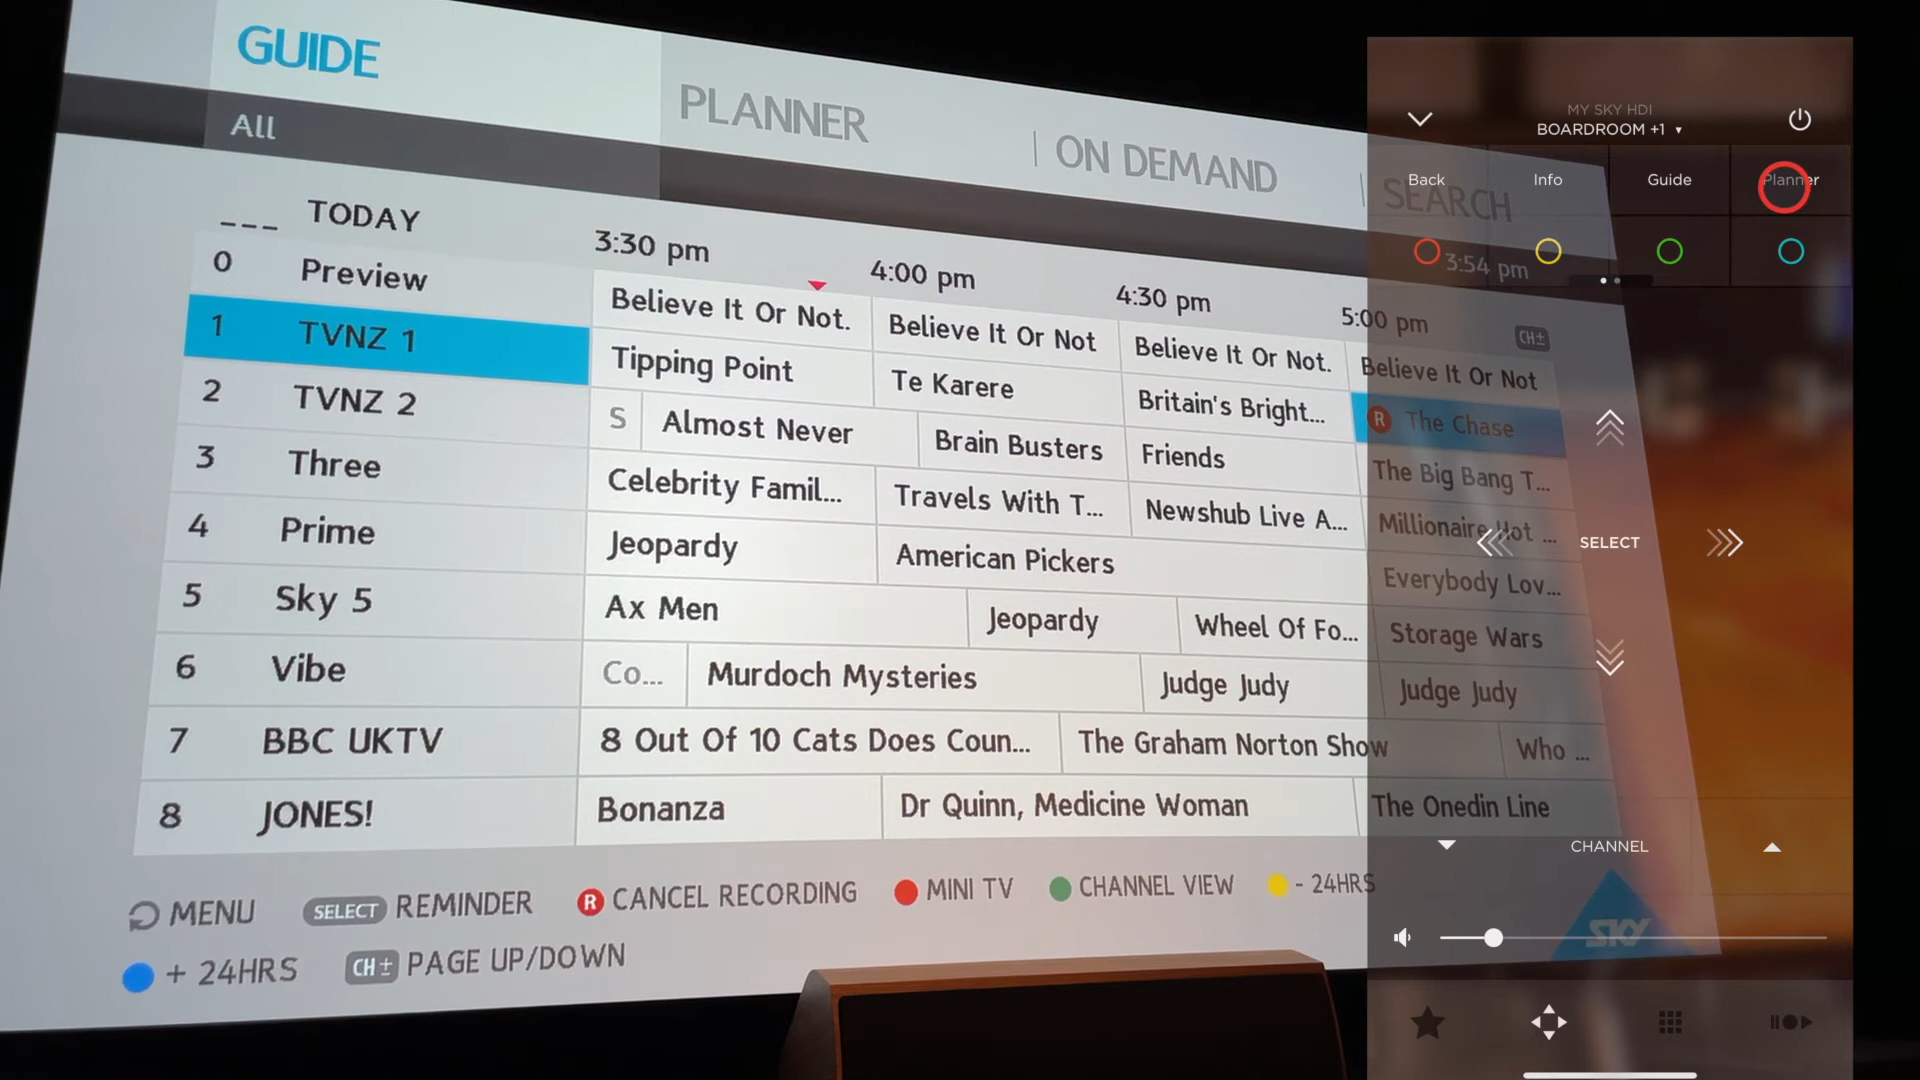 GUIDE
PLANNER
ON DEMAND
SEARCH
All
3:54 pm
TODAY
3:30 pm
4:00 pm
4:30 pm
5:00 pm
CH±
0 Preview Believe It Or Not. Believe It Or Not Believe It Or Not. Believe It Or Not
1 TVNZ 1 Tipping Point Te Karere Britain's Bright... R The Chase
2 TVNZ 2 S Almost Never Brain Busters Friends The Big Bang T...
3 Three Celebrity Famil... Travels With T... Newshub Live A... Millionaire Hot ...
4 Prime Jeopardy American Pickers Everybody Lov...
5 Sky 5 Ax Men Jeopardy Wheel Of Fo... Storage Wars
6 Vibe Co... Murdoch Mysteries Judge Judy Judge Judy
7 BBC UKTV 8 Out Of 10 Cats Does Coun... The Graham Norton Show Who ...
8 JONES! Bonanza Dr Quinn, Medicine Woman The Onedin Line
MENU SELECT REMINDER R CANCEL RECORDING MINI TV CHANNEL VIEW - 24HRS
+ 24HRS CH± PAGE UP/DOWN
SKY
MY SKY HDI
BOARDROOM +1
Back Info Guide Planner
SELECT
CHANNEL